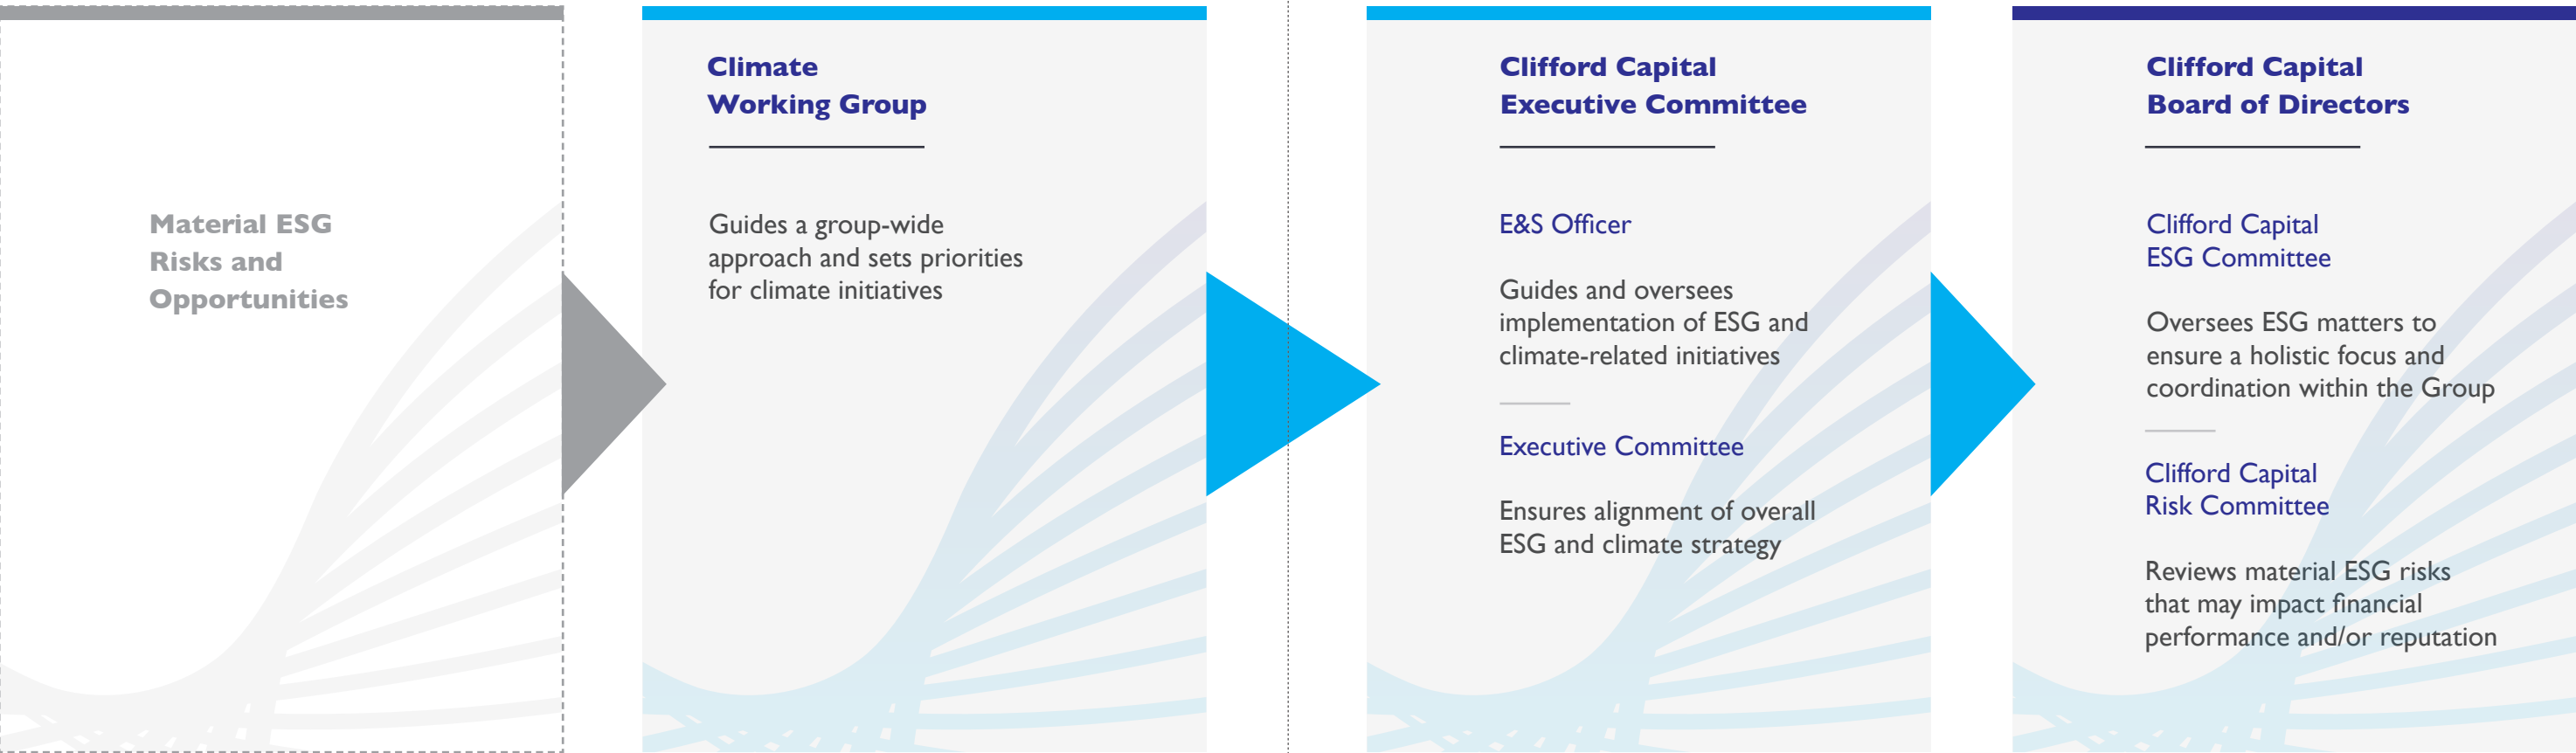 Material ESG
Risks and
Opportunities
Climate
Working Group
Guides a group-wide
approach and sets priorities
for climate initiatives
Clifford Capital
Executive Committee
E&S Officer
Guides and oversees
implementation of ESG and
climate-related initiatives
Executive Committee
Ensures alignment of overall
ESG and climate strategy
Clifford Capital
Board of Directors
Clifford Capital
ESG Committee
Oversees ESG matters to
ensure a holistic focus and
coordination within the Group
Clifford Capital
Risk Committee
Reviews material ESG risks
that may impact financial
performance and/or reputation